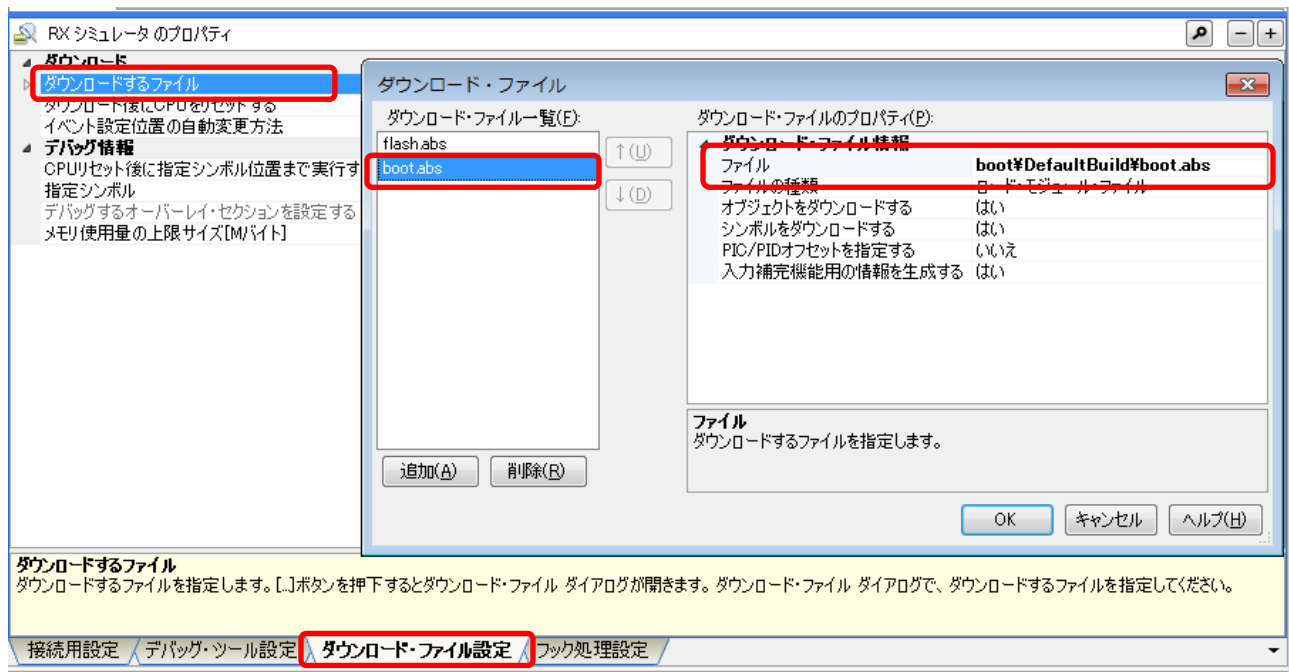 RX シミュレータ のプロパティ
ダウンロード
ダウンロードするファイル
ダウンロード後にCPUをリセットする
イベント設定位置の自動変更方法
デバッグ情報
CPUリセット後に指定シンボル位置まで実行す
指定シンボル
デバッグするオーバーレイ・セクションを設定する
メモリ使用量の上限サイズ[Mバイト]
ダウンロード・ファイル
ダウンロード・ファイル一覧(F):
flash.abs
boot.abs
↑(U)
↓(D)
追加(A)
削除(R)
ダウンロード・ファイルのプロパティ(P):
ダウンロード・ファイル情報
ファイル boot¥DefaultBuild¥boot.abs
ファイルの種類 ロード・モジュール・ファイル
オブジェクトをダウンロードする はい
シンボルをダウンロードする はい
PIC/PIDオフセットを指定する いいえ
入力補完機能用の情報を生成する はい
ファイル
ダウンロードするファイルを指定します。
OK キャンセル ヘルプ(H)
ダウンロードするファイル
ダウンロードするファイルを指定します。[...]ボタンを押下するとダウンロード・ファイル ダイアログが開きます。ダウンロード・ファイル ダイアログで、ダウンロードするファイルを指定してください。
接続用設定 デバッグ・ツール設定 ダウンロード・ファイル設定 フック処理設定